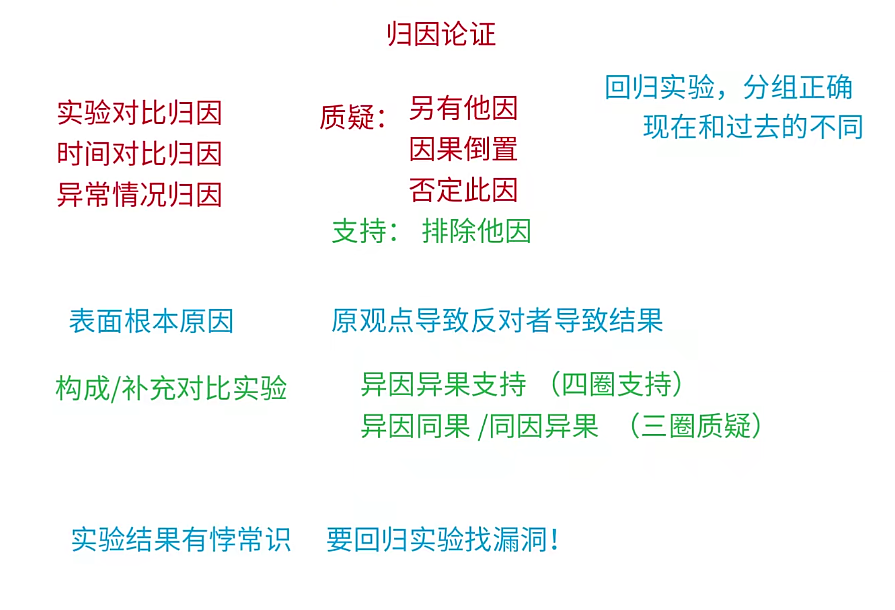 归因论证
回归实验，分组正确
现在和过去的不同
实验对比归因
时间对比归因
异常情况归因
质疑： 另有他因
因果倒置
否定此因
支持： 排除他因
表面根本原因 原观点导致反对者导致结果
构成/补充对比实验 异因异果支持 （四圈支持）
异因同果 /同因异果 （三圈质疑）
实验结果有悖常识 要回归实验找漏洞！